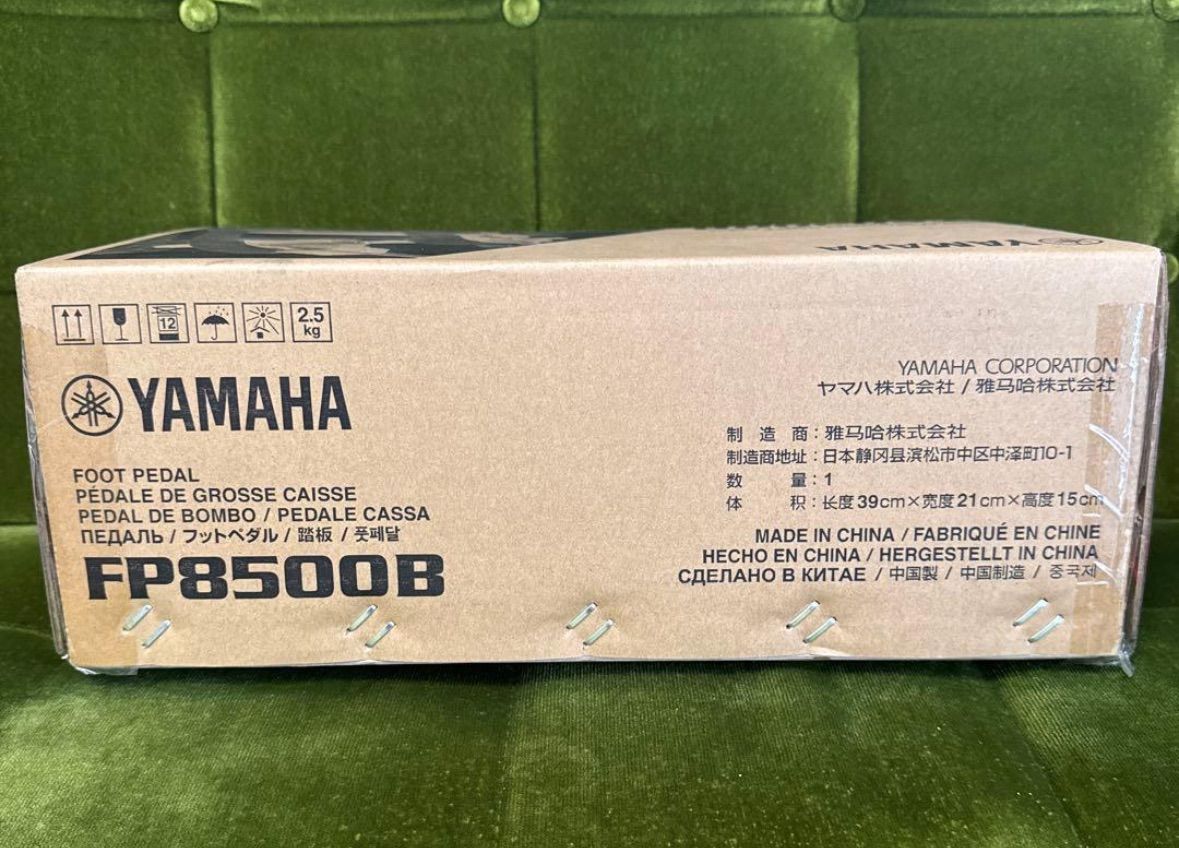 YAMAHA
12
2.5
kg
YAMAHA
FOOT PEDAL
PÉDALE DE GROSSE CAISSE
PEDAL DE BOMBO / PEDALE CASSA
ПЕДАЛЬ / フットペダル / 踏板 / 풋페달
FP8500B
YAMAHA CORPORATION
ヤマハ株式会社 / 雅马哈株式会社
制 造 商：雅马哈株式会社
制造商地址：日本静冈县滨松市中区中泽町10-1
数 量：1
体 积：长度39cm×宽度21cm×高度15cm
MADE IN CHINA / FABRIQUÉ EN CHINE
HECHO EN CHINA / HERGESTELLT IN CHINA
СДЕЛАНО В КИТАЕ / 中国製 / 中国制造 / 중국제